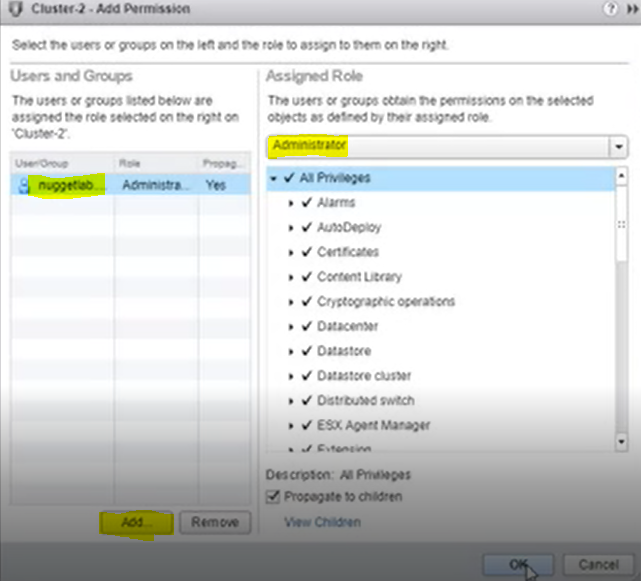 Cluster-2 - Add Permission
Select the users or groups on the left and the role to assign to them on the right.
Users and Groups
The users or groups listed below are
assigned the role selected on the right on
'Cluster-2'.
User/Group Role Propag...
nuggetlab.... Administra... Yes
Add... Remove
Assigned Role
The users or groups obtain the permissions on the selected
objects as defined by their assigned role.
Administrator
All Privileges
Alarms
AutoDeploy
Certificates
Content Library
Cryptographic operations
Datacenter
Datastore
Datastore cluster
Distributed switch
ESX Agent Manager
Extension
Description: All Privileges
Propagate to children
View Children
OK Cancel